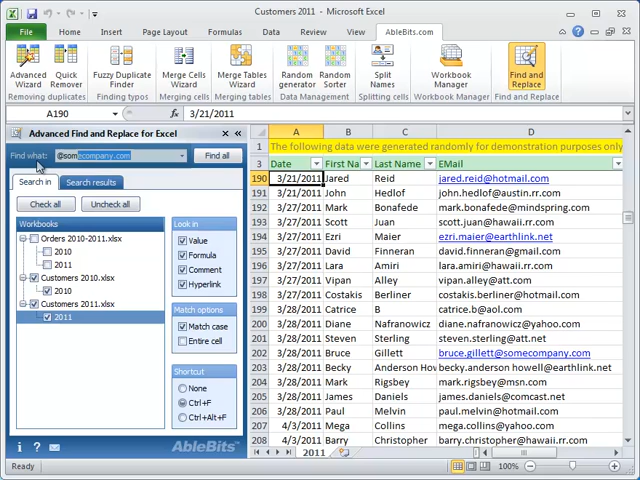 Customers 2011 - Microsoft Excel
File Home Insert Page Layout Formulas Data Review View AbleBits.com
Advanced Wizard Quick Remover Fuzzy Duplicate Finder Merge Cells Wizard Merge Tables Wizard Random generator Random Sorter Split Names Workbook Manager Find and Replace
Removing duplicates Finding typos Merging cells Data Management Splitting cells Workbook Manager
A190 fx 3/21/2011
Advanced Find and Replace for Excel
Find what: @somecompany.com Find all
Search in Search results
Check all Uncheck all
Workbooks
Orders 2010-2011.xlsx
2010
2011
Customers 2010.xlsx
2010
Customers 2011.xlsx
2011
Look in
Value
Formula
Comment
Hyperlink
Match options
Match case
Entire cell
Shortcut
None
Ctrl+F
Ctrl+Alt+F
AbleBits
A B C D
1 The following data were generated randomly for demonstration purposes only
3 Date First Na Last Name EMail
190 3/21/2011 Jared Reid jared.reid@hotmail.com
191 3/21/2011 John Hedlof john.hedlof@austin.rr.com
192 3/27/2011 Mark Bonafede mark.bonafede@mindspring.com
193 3/27/2011 Scott Juan scott.juan@hawaii.rr.com
194 3/27/2011 Ezri Maier ezri.maier@earthlink.net
195 3/27/2011 David Finneran david.finneran@hawaii.rr.com
196 3/27/2011 Lara Amiri lara.amiri@hawaii.rr.com
197 3/27/2011 Vipan Alley vipan.alley@att.net
198 3/27/2011 Costakis Berliner costakis.berliner@hotmail.com
199 3/28/2011 Catrice B catrice.b@aol.com
200 3/28/2011 Diane Nafranowicz diane.nafranowicz@yahoo.com
201 3/28/2011 Steven Sterling steven.sterling@att.net
202 3/28/2011 Bruce Gillett bruce.gillett@somecompany.com
203 3/28/2011 Becky Anderson How becky.anderson howell@earthlink.net
204 3/28/2011 Mark Rigsbey mark.rigsbey@msn.com
205 3/28/2011 James Daniels james.daniels@msn.com
206 3/28/2011 Paul Melvin paul.melvin@hotmail.com
207 4/3/2011 Mega Collins mega.collins@yahoo.com
208 4/3/2011 Barry Christopher barry.christopher@hawaii.rr.com
2011
Ready 100%